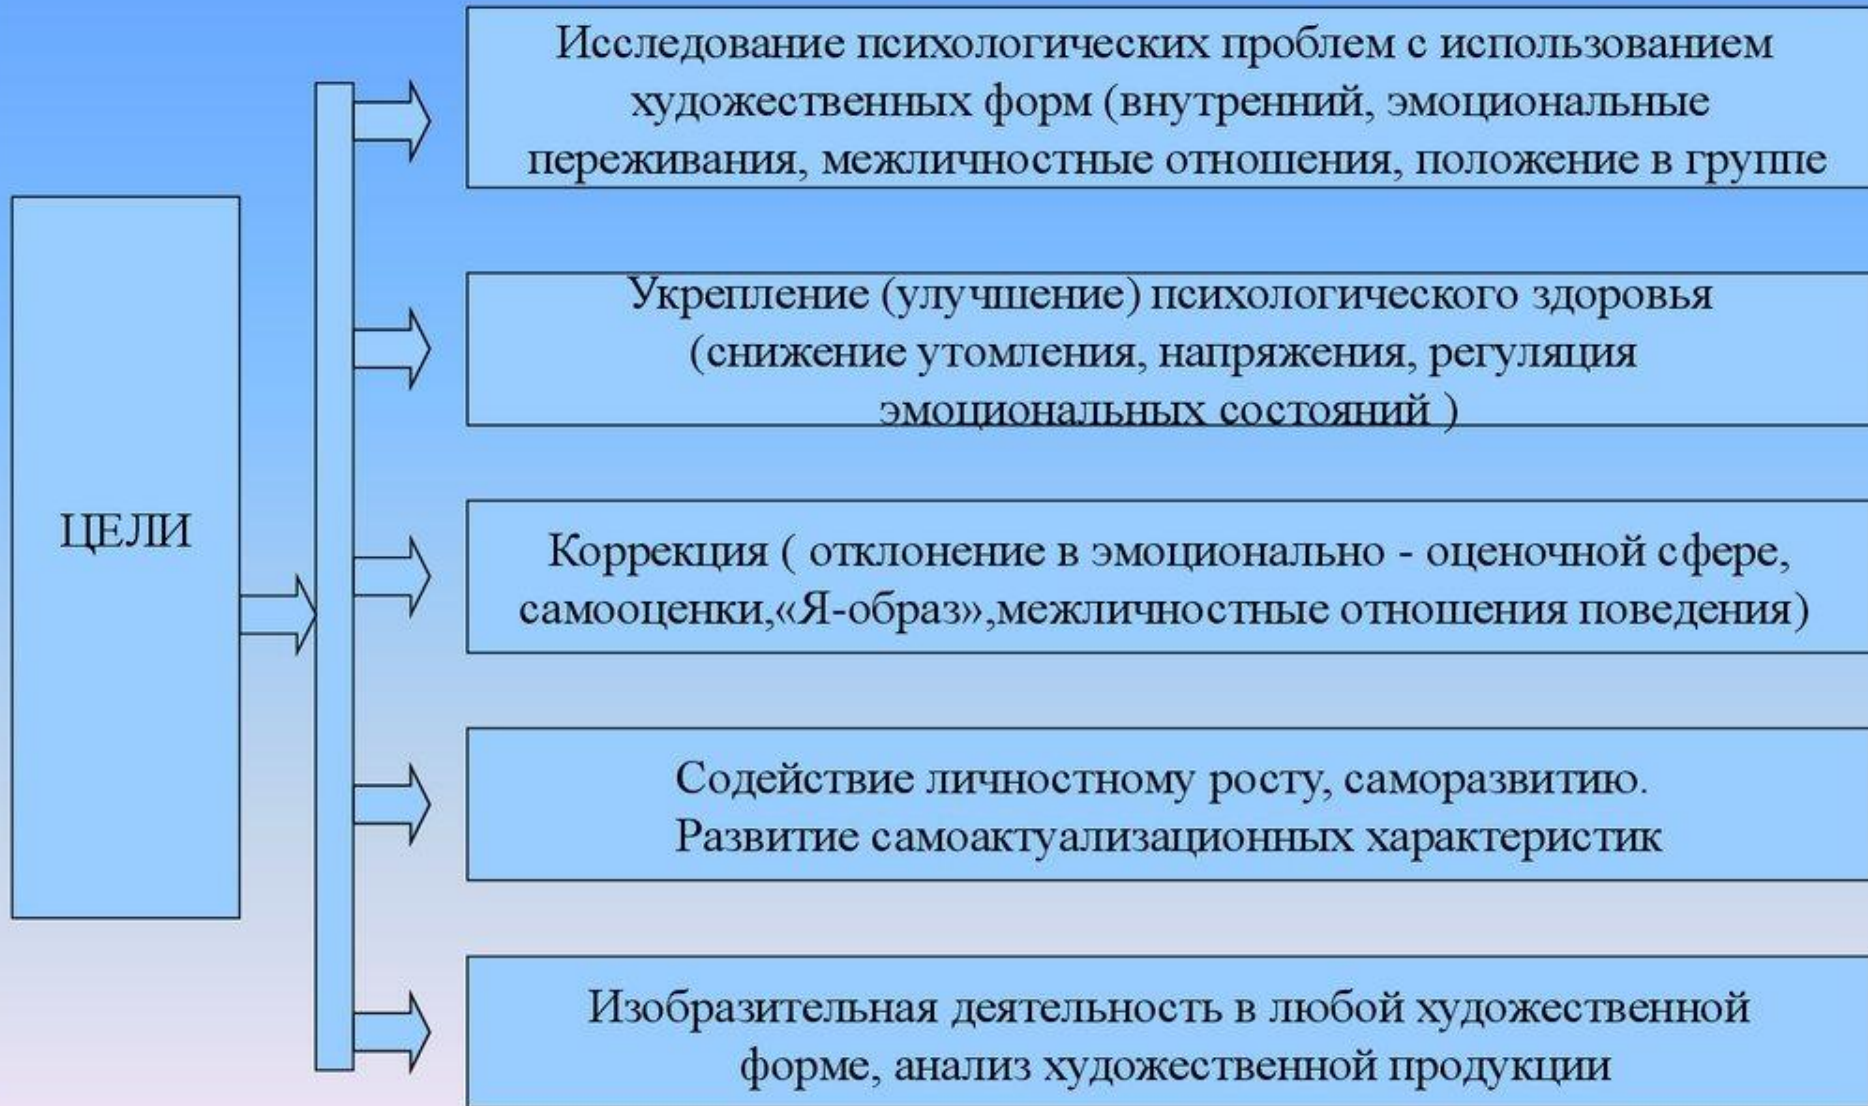 ЦЕЛИ
Исследование психологических проблем с использованием
художественных форм (внутренний, эмоциональные
переживания, межличностные отношения, положение в группе
Укрепление (улучшение) психологического здоровья
(снижение утомления, напряжения, регуляция
эмоциональных состояний )
Коррекция ( отклонение в эмоционально - оценочной сфере,
самооценки,«Я-образ»,межличностные отношения поведения)
Содействие личностному росту, саморазвитию.
Развитие самоактуализационных характеристик
Изобразительная деятельность в любой художественной
форме, анализ художественной продукции